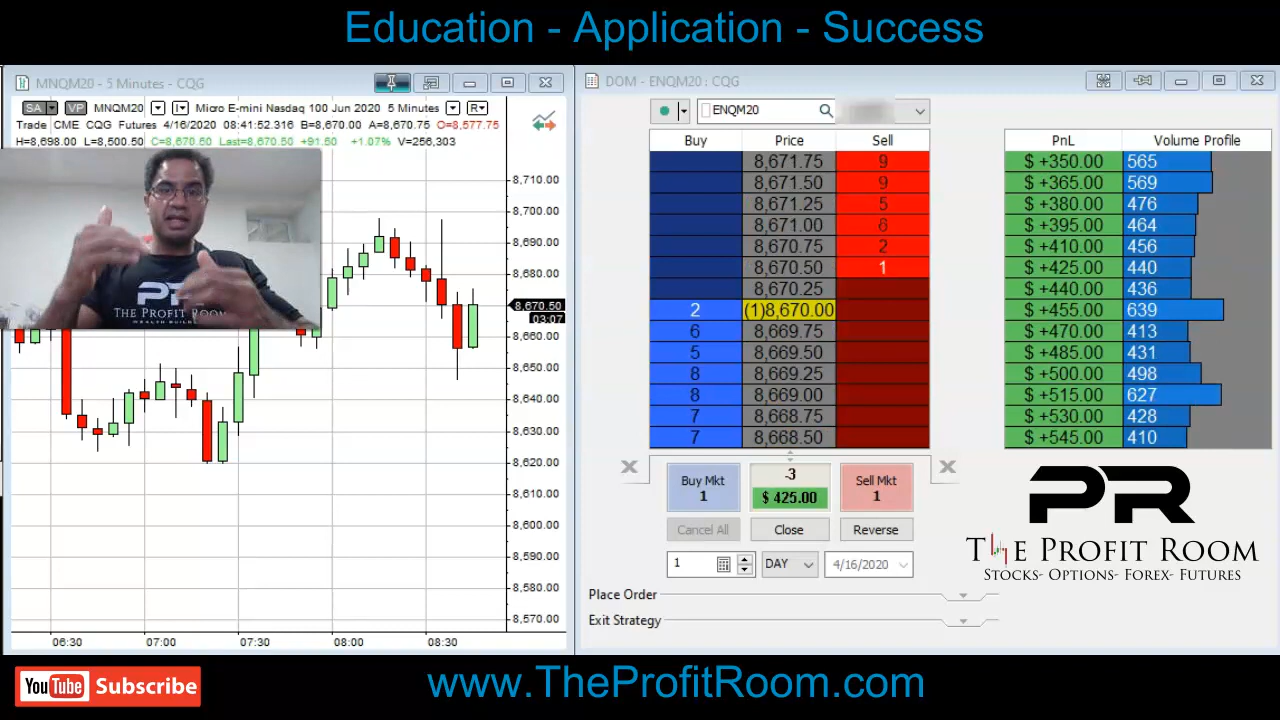 Education - Application - Success
MNQM20 - 5 Minutes - CQG
SA VP MNQM20 Micro E-mini Nasdaq 100 Jun 2020 5 Minutes R
Trade CME CQG Futures 4/16/2020 08:41:52.316 B=8,670.00 A=8,670.75 O=8,577.75
H=8,698.00 L=8,500.50 C=8,670.50 Last=8,670.50 +91.50 +1.07% V=256,303
8,710.00
8,700.00
8,690.00
8,680.00
8,670.50
03:07
8,660.00
8,650.00
8,640.00
8,630.00
8,620.00
8,610.00
8,600.00
8,590.00
8,580.00
8,570.00
06:30 07:00 07:30 08:00 08:30
PR
THE PROFIT ROOM
DOM - ENQM20 : CQG
ENQM20
Buy Price Sell
8,671.75 9
8,671.50 9
8,671.25 5
8,671.00 6
8,670.75 2
8,670.50 1
8,670.25
2 (1)8,670.00
6 8,669.75
5 8,669.50
8 8,669.25
8 8,669.00
7 8,668.75
7 8,668.50
Buy Mkt
1
-3
$ 425.00
Sell Mkt
1
Cancel All Close Reverse
1 DAY 4/16/2020
Place Order
Exit Strategy
PnL Volume Profile
$ +350.00 565
$ +365.00 569
$ +380.00 476
$ +395.00 464
$ +410.00 456
$ +425.00 440
$ +440.00 436
$ +455.00 639
$ +470.00 413
$ +485.00 431
$ +500.00 498
$ +515.00 627
$ +530.00 428
$ +545.00 410
PR
THE PROFIT ROOM
STOCKS- OPTIONS- FOREX- FUTURES
YouTube Subscribe
www.TheProfitRoom.com